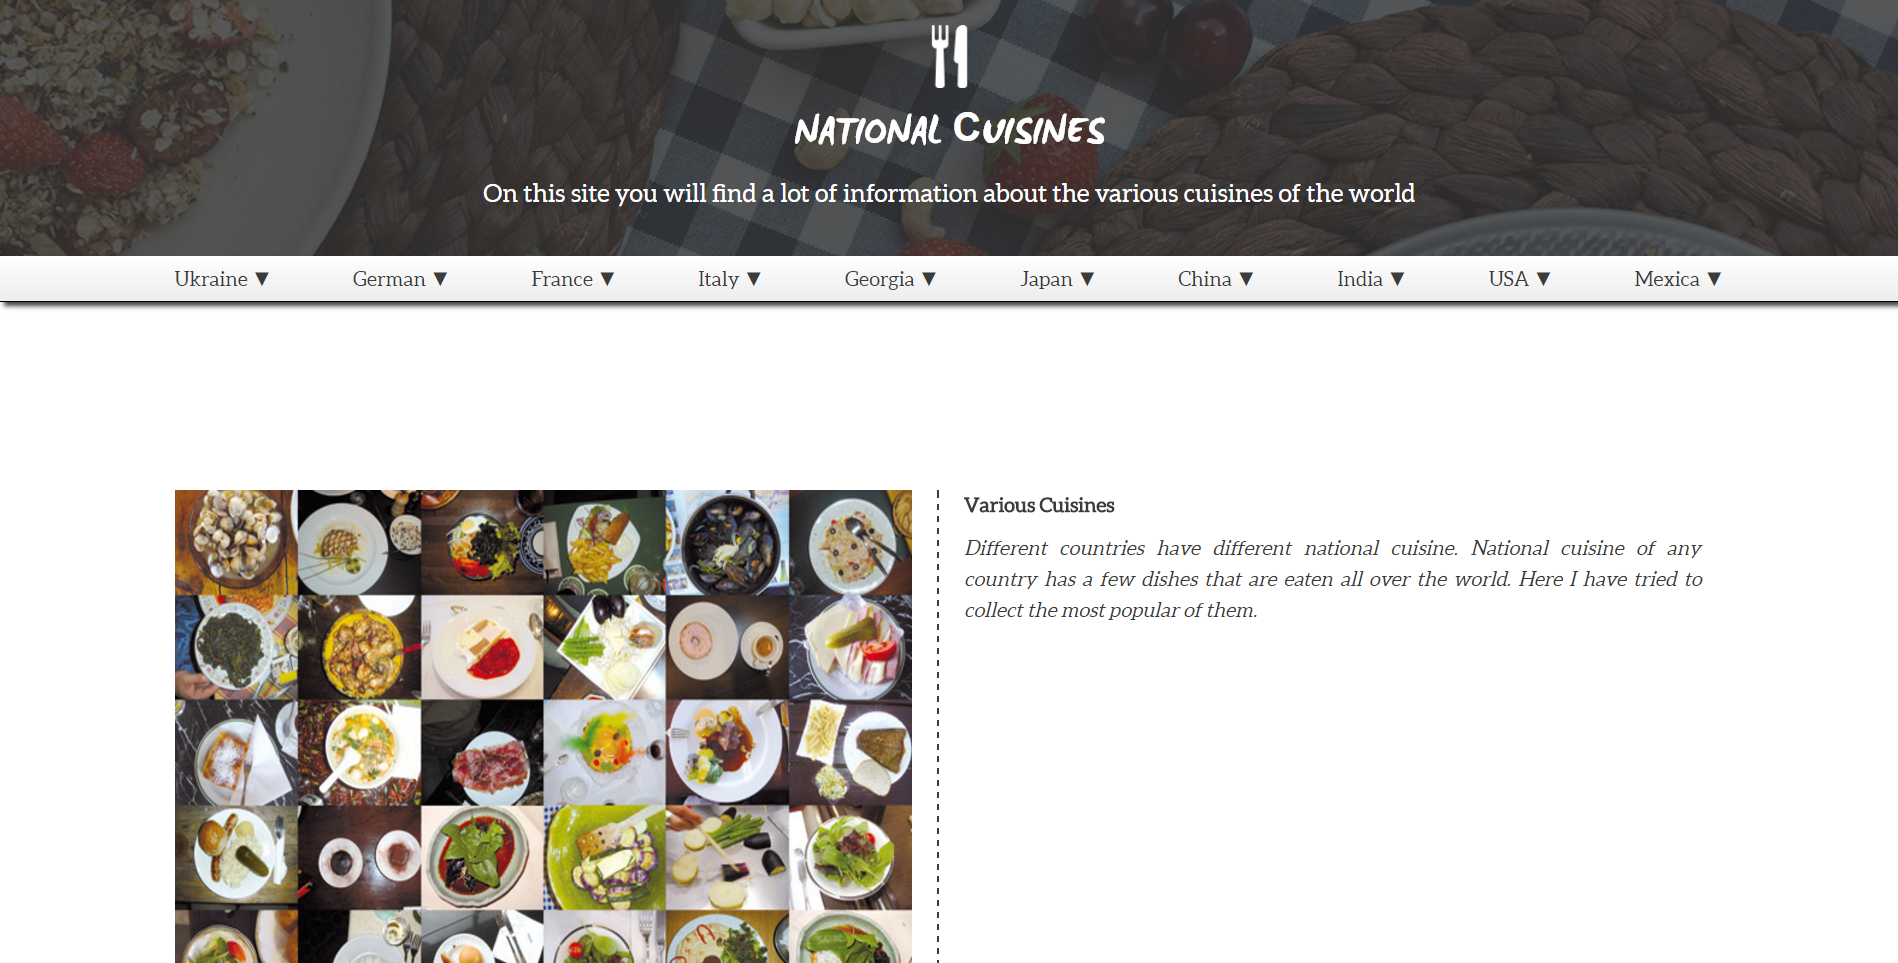 NATIONAL CUISINES
On this site you will find a lot of information about the various cuisines of the world
Ukraine ▼ German ▼ France ▼ Italy ▼ Georgia ▼ Japan ▼ China ▼ India ▼ USA ▼ Mexica ▼
Various Cuisines
Different countries have different national cuisine. National cuisine of any
country has a few dishes that are eaten all over the world. Here I have tried to
collect the most popular of them.